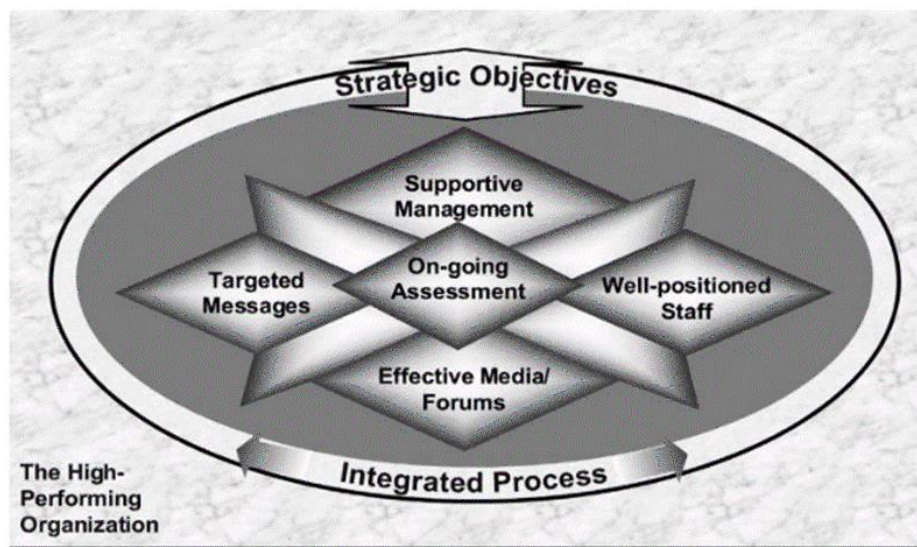 Strategic Objectives
Supportive
Management
Targeted
Messages
On-going
Assessment
Well-positioned
Staff
Effective Media/
Forums
Integrated Process
The High-
Performing
Organization